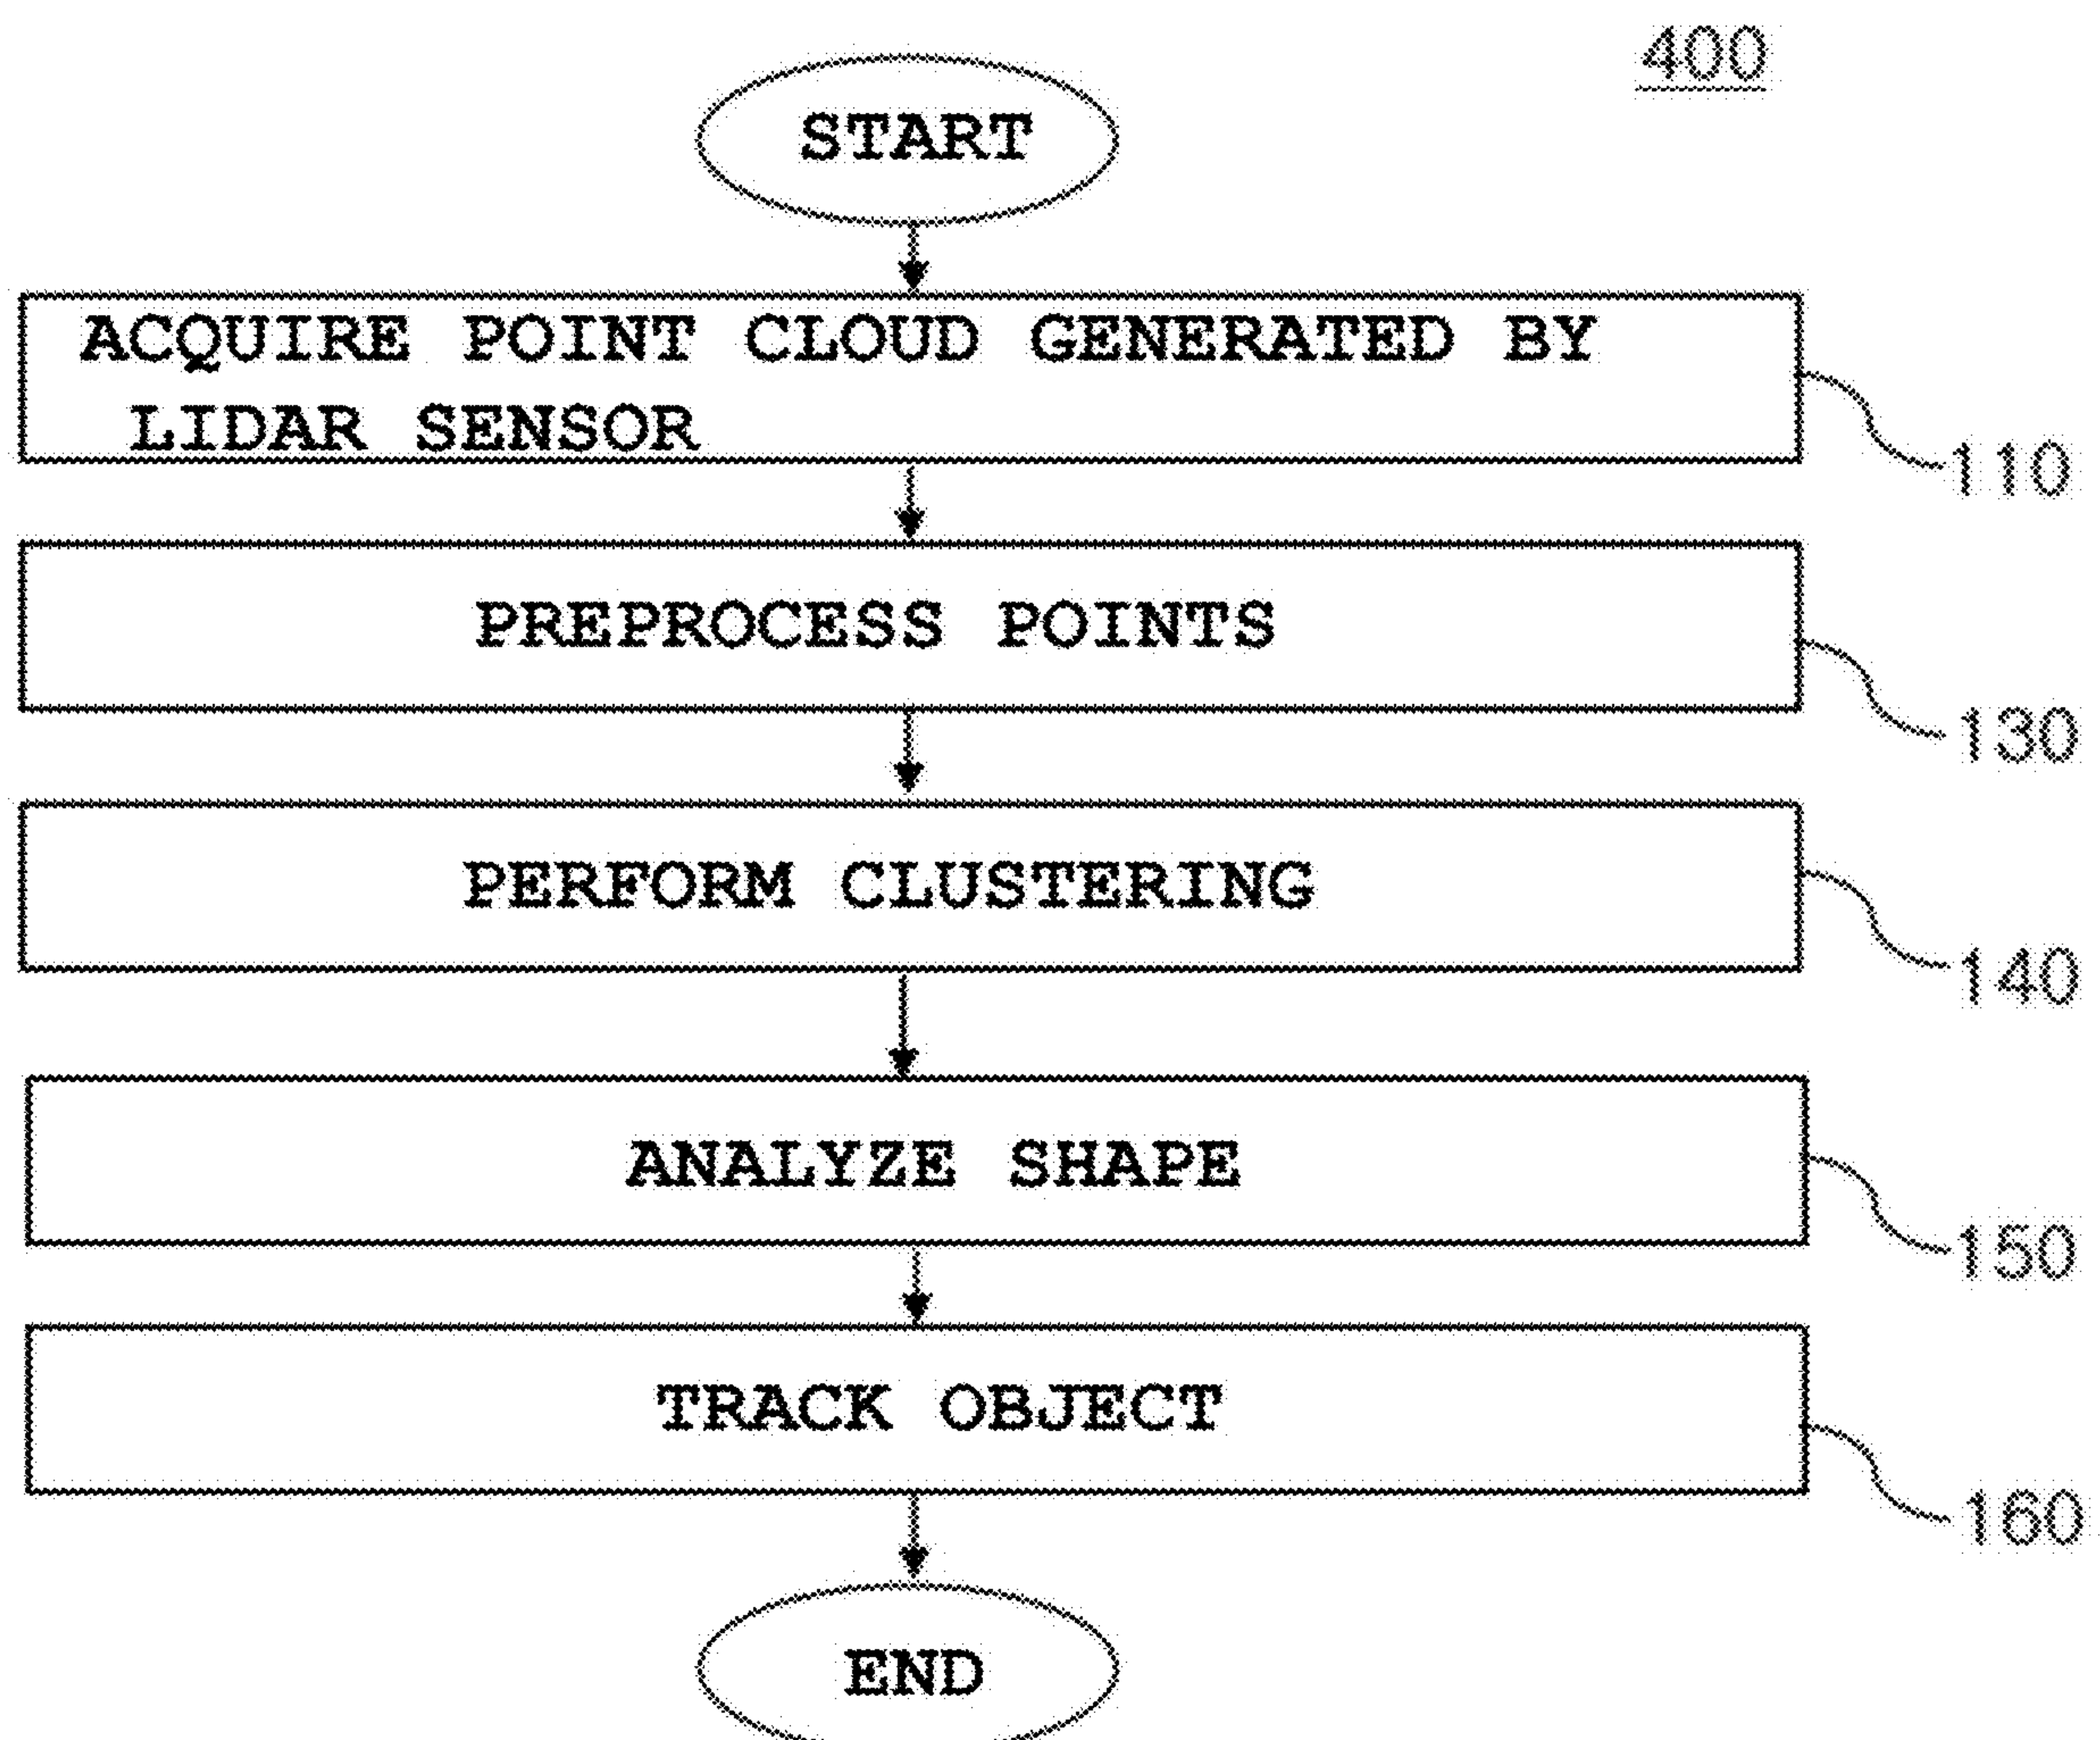 400
START
ACQUIRE POINT CLOUD GENERATED BY
LIDAR SENSOR
110
PREPROCESS POINTS
130
PERFORM CLUSTERING
140
ANALYZE SHAPE
150
TRACK OBJECT
160
END